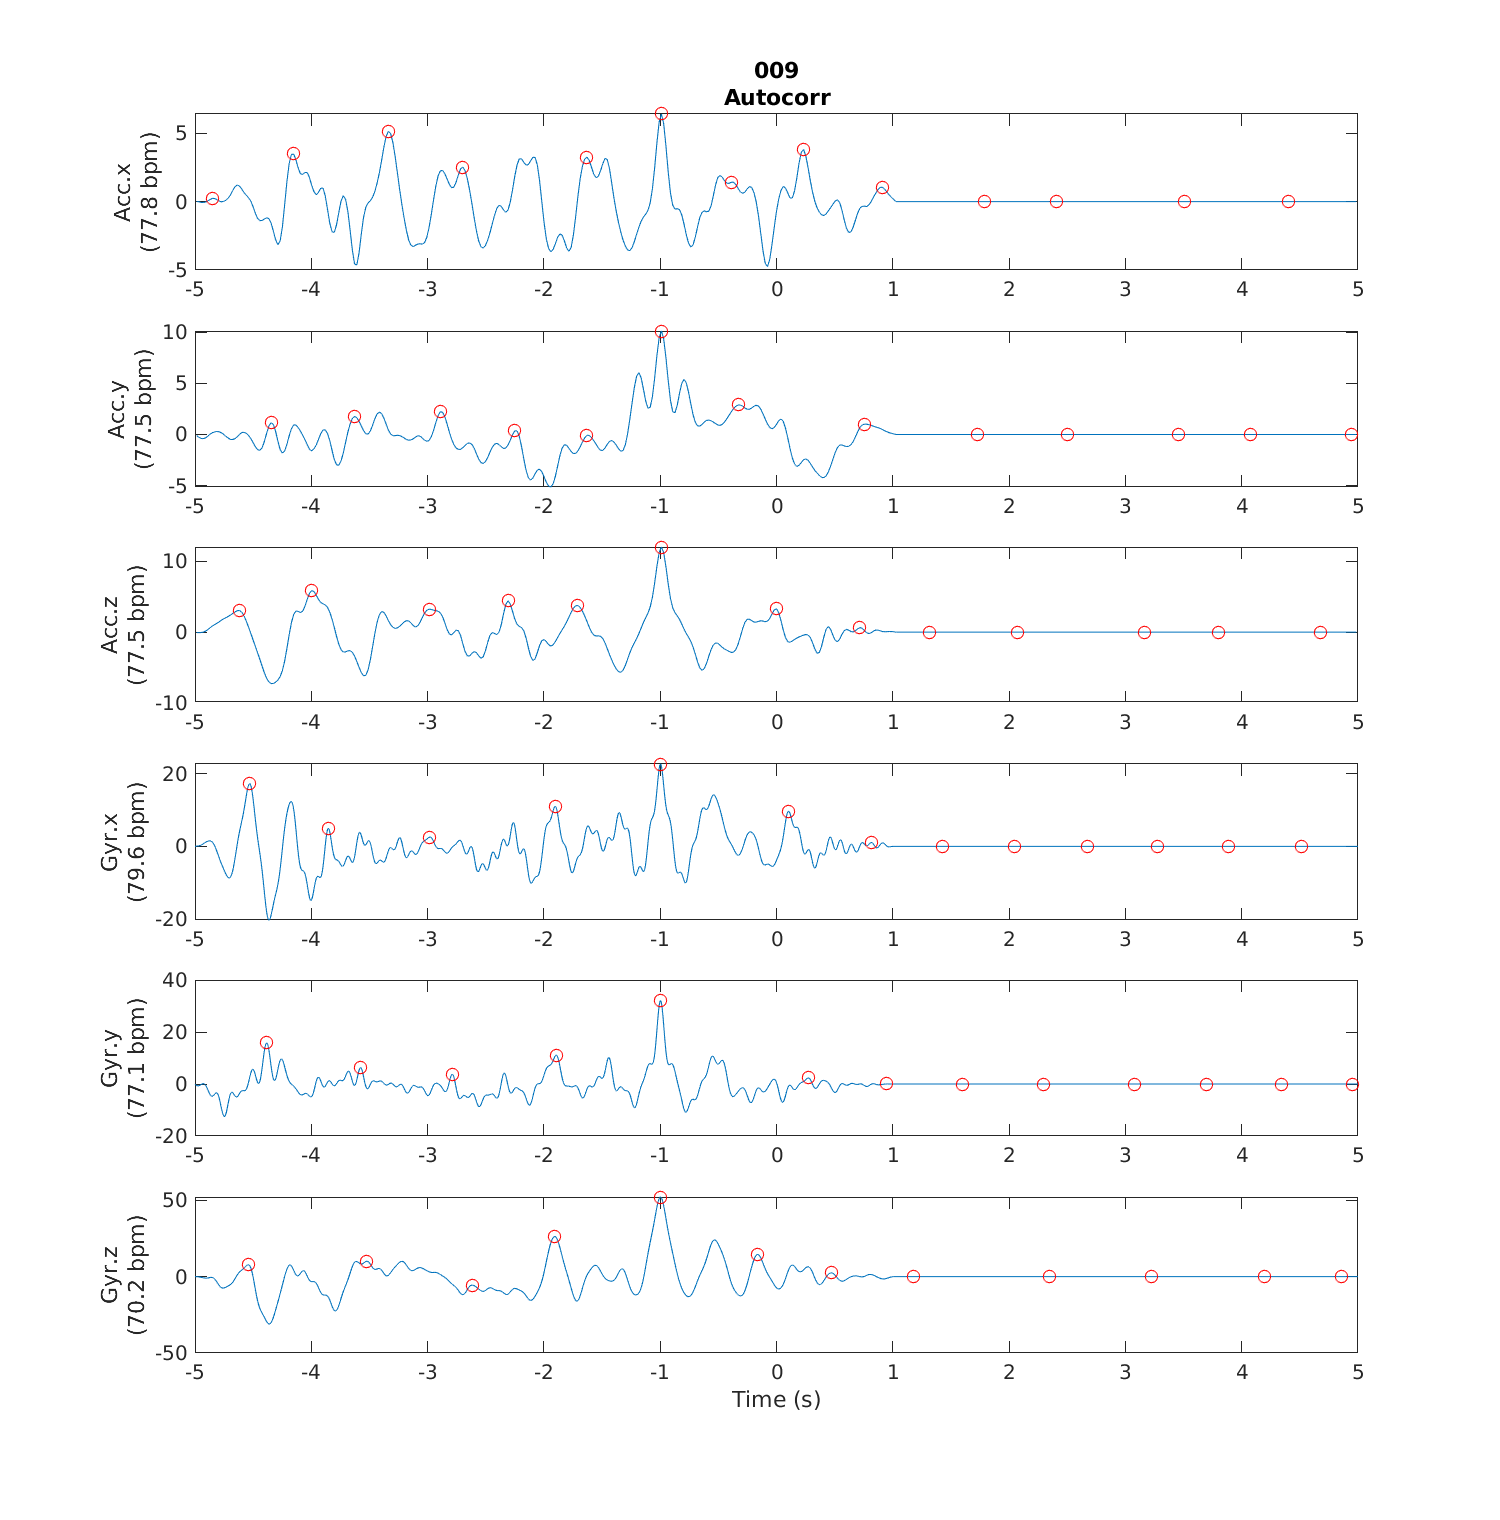 009
Autocorr
Acc.x
(77.8 bpm)
5
0
-5
-5 -4 -3 -2 -1 0 1 2 3 4 5
Acc.y
(77.5 bpm)
10
5
0
-5
-5 -4 -3 -2 -1 0 1 2 3 4 5
Acc.z
(77.5 bpm)
10
0
-10
-5 -4 -3 -2 -1 0 1 2 3 4 5
Gyr.x
(79.6 bpm)
20
0
-20
-5 -4 -3 -2 -1 0 1 2 3 4 5
Gyr.y
(77.1 bpm)
40
20
0
-20
-5 -4 -3 -2 -1 0 1 2 3 4 5
Gyr.z
(70.2 bpm)
50
0
-50
-5 -4 -3 -2 -1 0 1 2 3 4 5
Time (s)